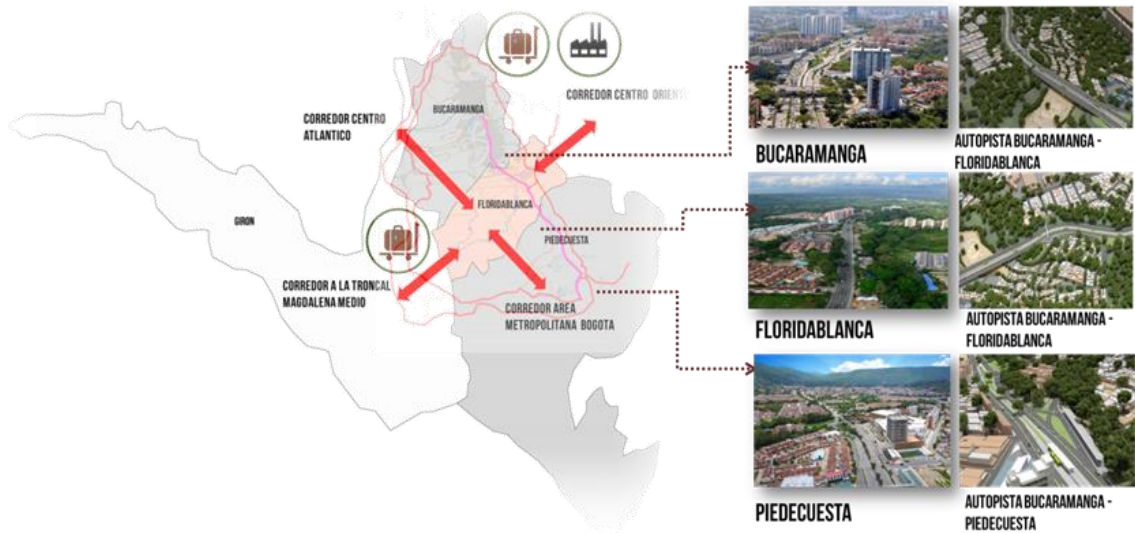 CORREDOR CENTRO ORIENT
BUCARAMANGA
CORREDOR CENTRO
ATLANTICO
FLORIDABLANCA
GIRON
PIEDECUESTA
CORREDOR A LA TRONCAL
MAGDALENA MEDIO
CORREDOR AREA
METROPOLITANA BOGOTA
BUCARAMANGA
AUTOPISTA BUCARAMANGA -
FLORIDABLANCA
FLORIDABLANCA
AUTOPISTA BUCARAMANGA -
FLORIDABLANCA
PIEDECUESTA
AUTOPISTA BUCARAMANGA -
PIEDECUESTA